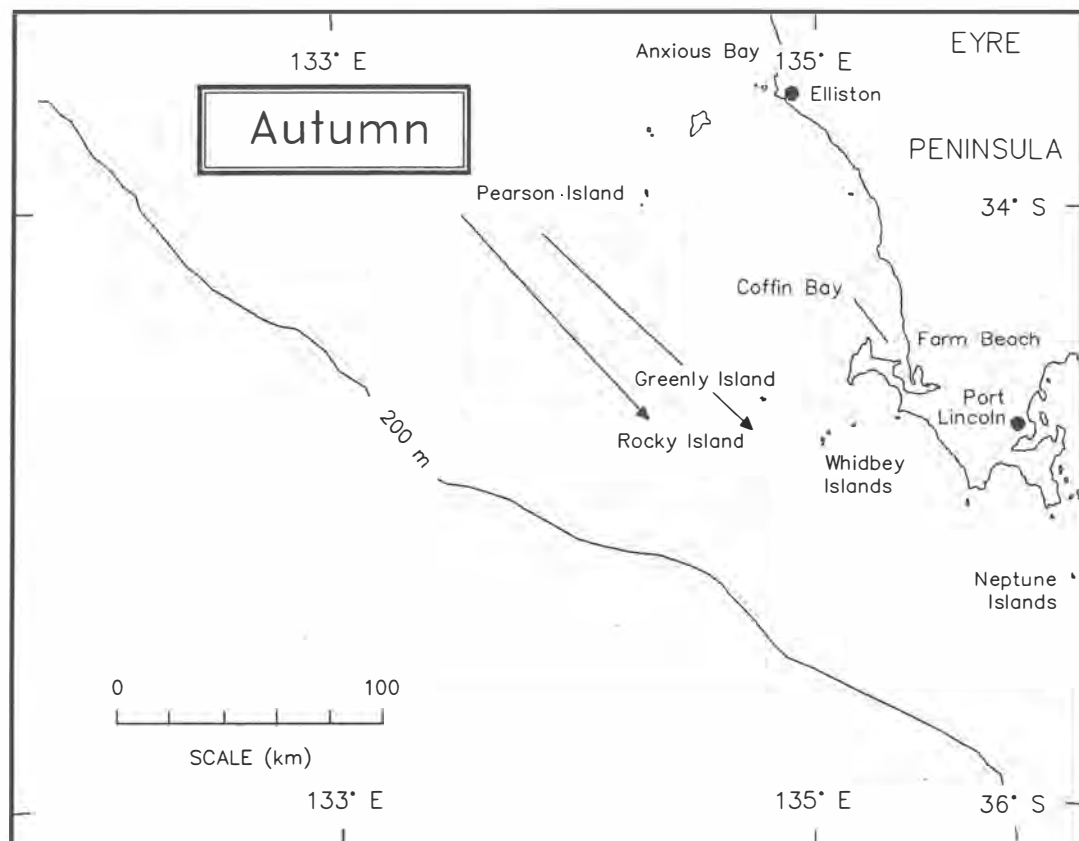 Anxious Bay
EYRE
133° E
135° E
Elliston
Autumn
PENINSULA
Pearson Island
34° S
Coffin Bay
Farm Beach
Greenly Island
Port
Lincoln
Rocky Island
200 m
Whidbey
Islands
Neptune
Islands
0
100
SCALE (km)
133° E
135° E
36° S